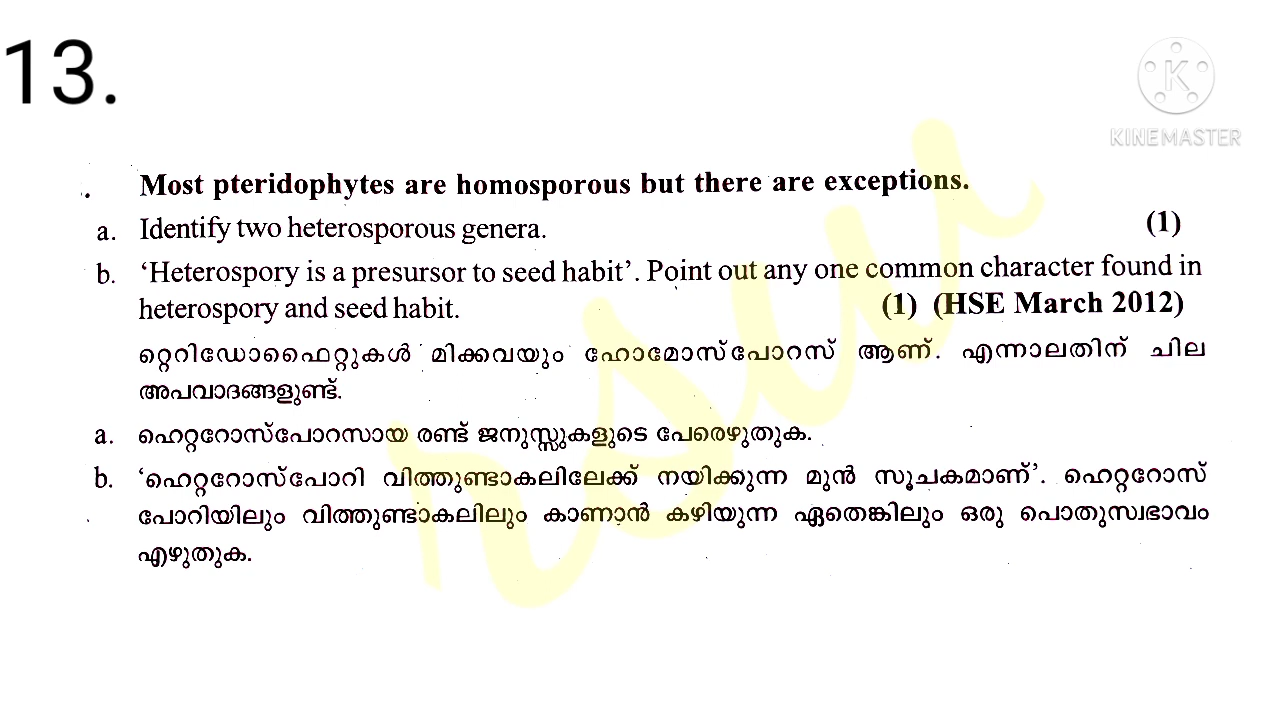 13.
KINEMASTER
. Most pteridophytes are homosporous but there are exceptions.
a. Identify two heterosporous genera. (1)
b. ‘Heterospory is a presursor to seed habit’. Point out any one common character found in
heterospory and seed habit. (1) (HSE March 2012)
റ്റെറിഡോഫൈറ്റുകൾ മിക്കവയും ഹോമോസ്പോറസ് ആണ്. എന്നാലതിന് ചില
അപവാദങ്ങളുണ്ട്.
a. ഹെറ്ററോസ്പോറസായ രണ്ട് ജനുസ്സുകളുടെ പേരെഴുതുക.
b. ‘ഹെറ്ററോസ്പോറി വിത്തുണ്ടാകലിലേക്ക് നയിക്കുന്ന മുൻ സൂചകമാണ്’. ഹെറ്ററോസ്
പോറിയിലും വിത്തുണ്ടാകലിലും കാണാൻ കഴിയുന്ന ഏതെങ്കിലും ഒരു പൊതുസ്വഭാവം
എഴുതുക.
rsu